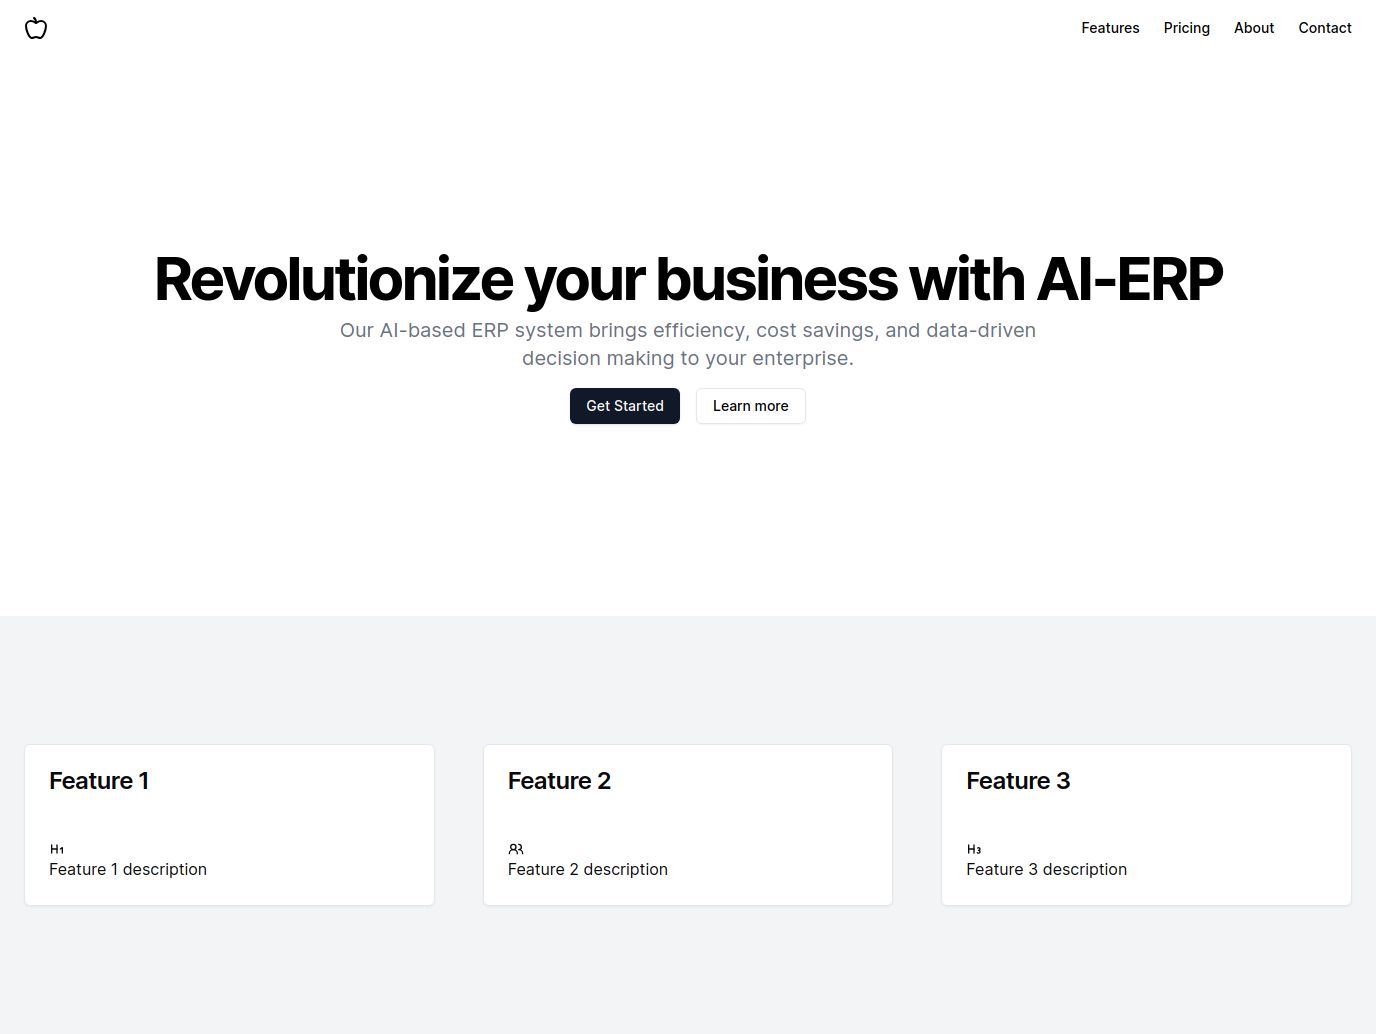 Features
Pricing
About
Contact
Revolutionize your business with AI-ERP
Our AI-based ERP system brings efficiency, cost savings, and data-driven
decision making to your enterprise.
Get Started
Learn more
Feature 1
H1
Feature 1 description
Feature 2
Feature 2 description
Feature 3
H3
Feature 3 description